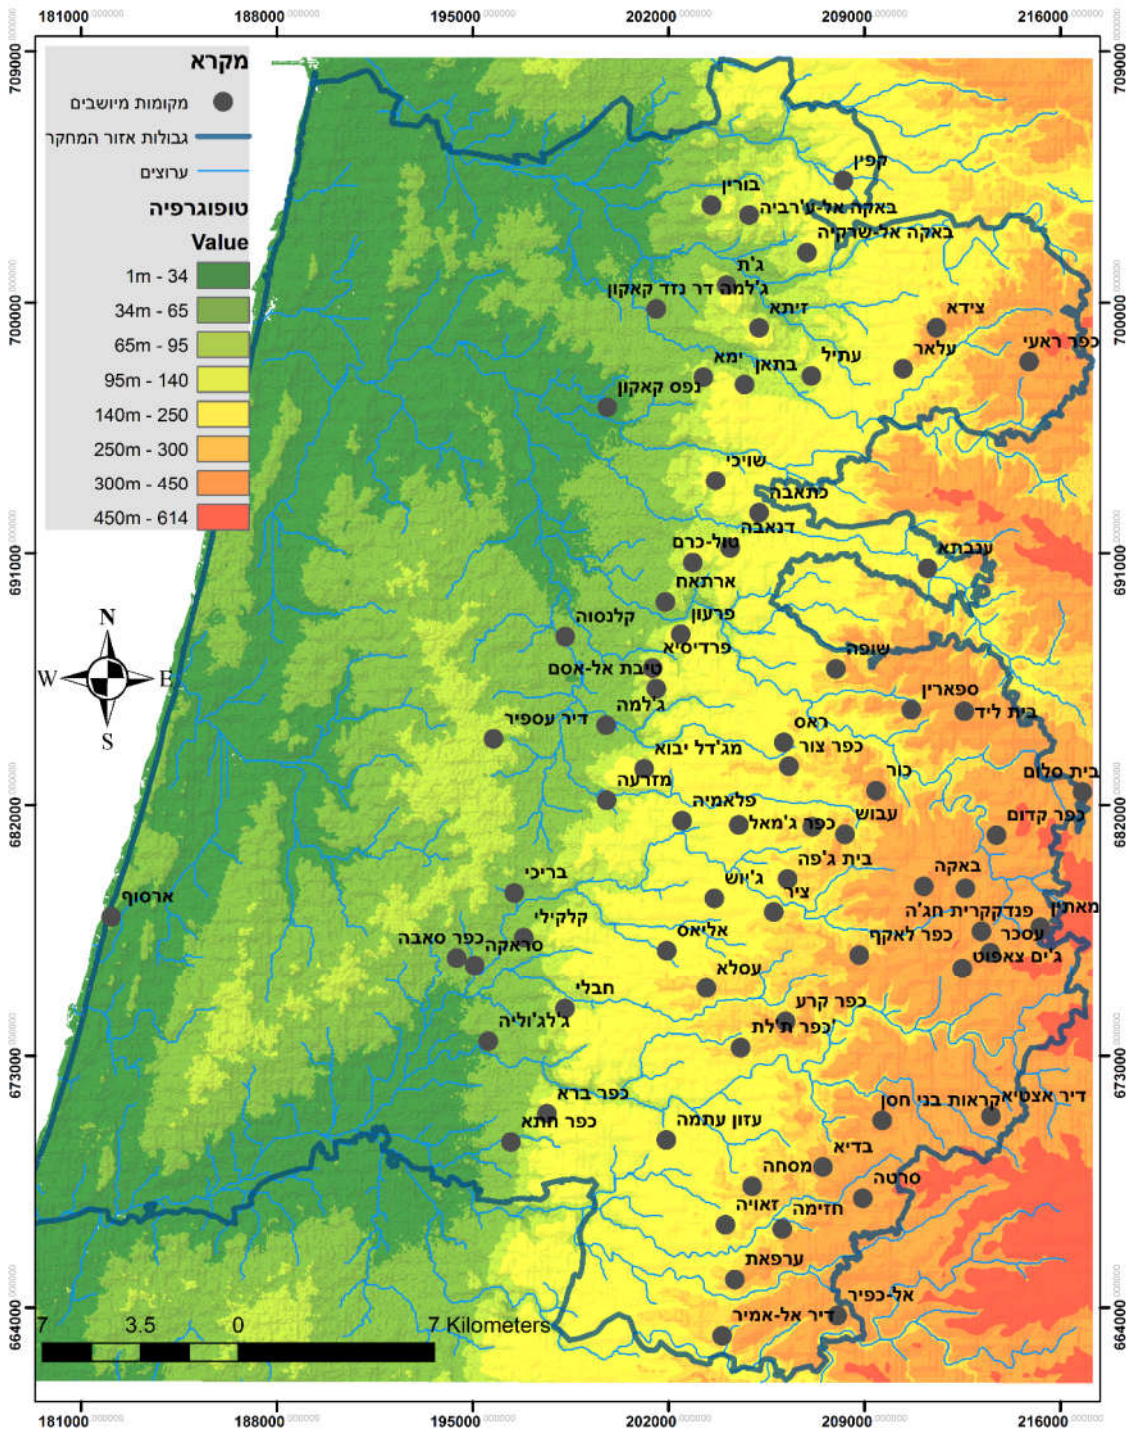 181000 188000 195000 202000 209000 216000
709000
700000
691000
682000
673000
664000
מקרא
מקומות מיושבים
גבולות אזור המחקר
ערוצים
טופוגרפיה
Value
1m - 34
34m - 65
65m - 95
95m - 140
140m - 250
250m - 300
300m - 450
450m - 614
N
W E
S
קפין
בורין
באקה אל-ע'רביה
באקה אל-שרקיה
ג'ת
ג'למה דר נזד קאקון
זיתא
צידא
כפר ראעי
עלאר
עתיל
ימא
בתאן
נפס קאקון
שויכי
כתאבה
דנאבה
טול-כרם
ענבתא
ארתאח
פרעון
קלנסוה
פרדיסיא
שופה
טיבת אל-אסם
ספארין
בית ליד
ג'למה
דיר עספיר
ראס
מג'דל יבוא
כפר צור
בית סלום
כור
מזרעה
פלאמיה
כפר ג'מאל
עבוש
כפר קדום
בית ג'פה
באקה
בריכי
ג'יוש
ציר
ארסוף
מאתין
פנדקקרית חג'ה
קלקילי
אליאס
כפר לאקף
עסכר
כפר סאבה
סראקה
ג'ים צאפוט
עסלא
חבלי
כפר קרע
ג'לג'וליה
כפר ת'לת'
כפר ברא
דיר אצטיא
קראות בני חסן
כפר חתא
עזון עתמה
בדיא
מסחה
סרטה
זאויה
חזימה
ערפאת
אל-כפיר
דיר אל-אמיר
7 3.5 0 7 Kilometers
181000 188000 195000 202000 209000 216000